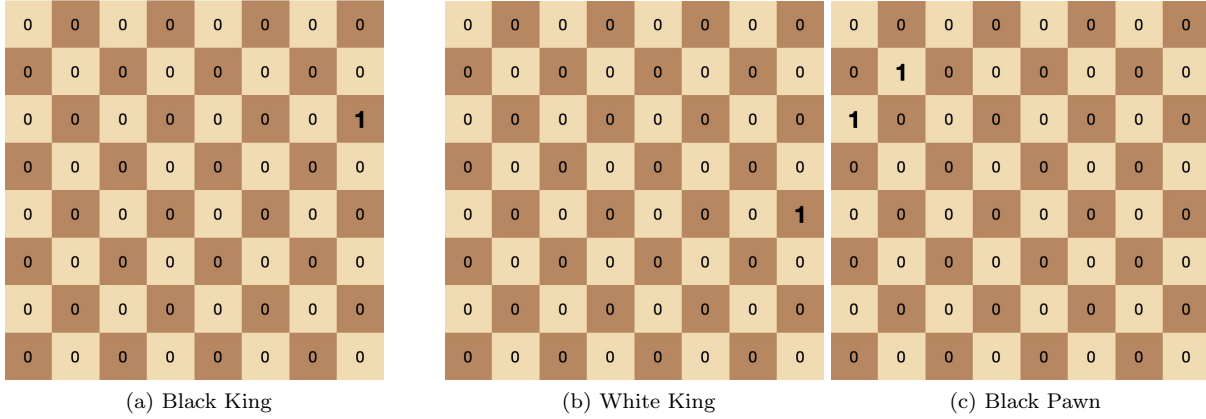 0 0 0 0 0 0 0 0 0 0 0 0 0 0 0 0 0 0 0 0 0 0 0 0
0 0 0 0 0 0 0 0 0 0 0 0 0 0 0 0 0 1 0 0 0 0 0 0
0 0 0 0 0 0 0 1 0 0 0 0 0 0 0 0 1 0 0 0 0 0 0 0
0 0 0 0 0 0 0 0 0 0 0 0 0 0 0 0 0 0 0 0 0 0 0 0
0 0 0 0 0 0 0 0 0 0 0 0 0 0 0 1 0 0 0 0 0 0 0 0
0 0 0 0 0 0 0 0 0 0 0 0 0 0 0 0 0 0 0 0 0 0 0 0
0 0 0 0 0 0 0 0 0 0 0 0 0 0 0 0 0 0 0 0 0 0 0 0
0 0 0 0 0 0 0 0 0 0 0 0 0 0 0 0 0 0 0 0 0 0 0 0
(a) Black King (b) White King (c) Black Pawn